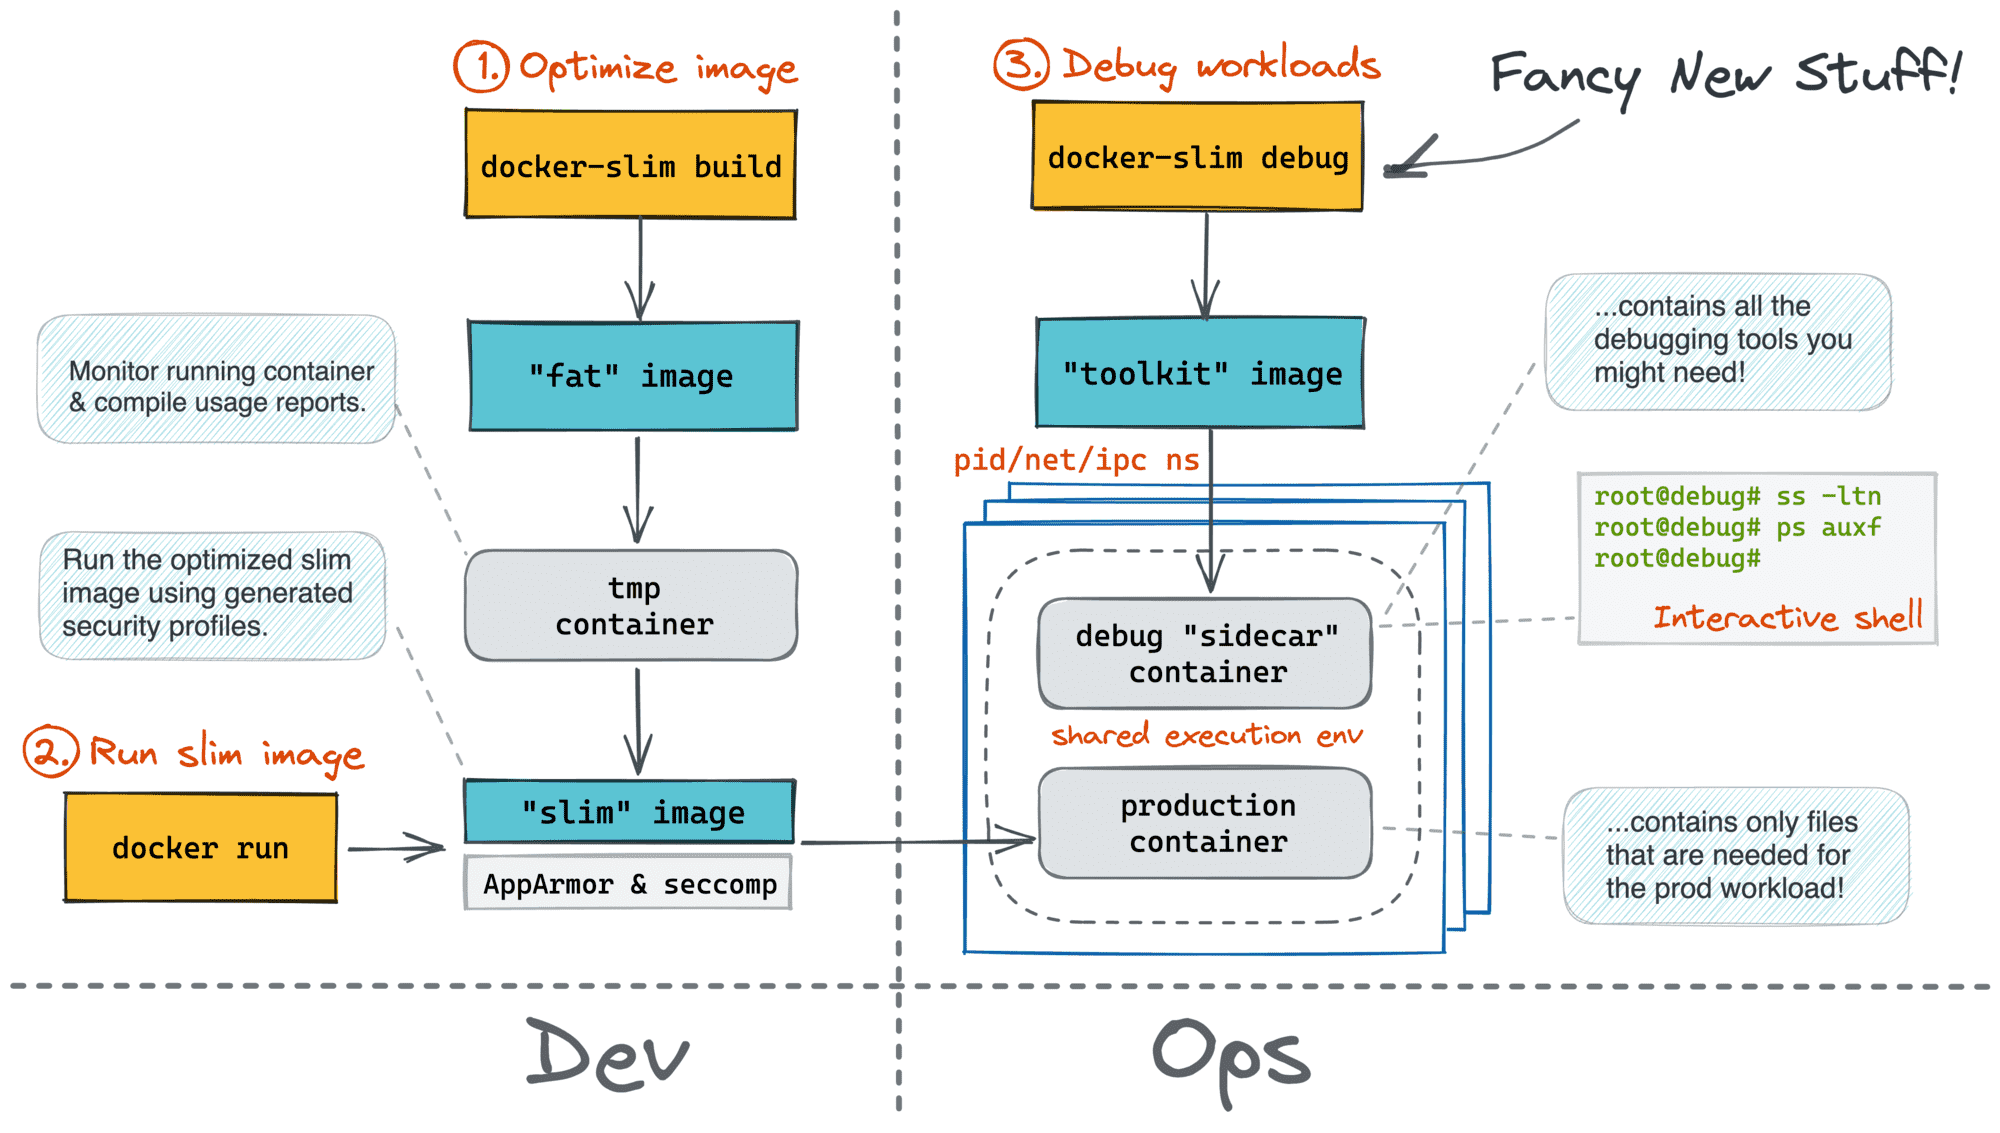 1. Optimize image
docker-slim build
"fat" image
Monitor running container
& compile usage reports.
tmp
container
Run the optimized slim
image using generated
security profiles.
2. Run slim image
docker run
"slim" image
AppArmor & seccomp
3. Debug workloads
Fancy New Stuff!
docker-slim debug
"toolkit" image
...contains all the
debugging tools you
might need!
pid/net/ipc ns
root@debug# ss -ltn
root@debug# ps auxf
root@debug#
Interactive shell
debug "sidecar"
container
shared execution env
production
container
...contains only files
that are needed for
the prod workload!
Dev
Ops